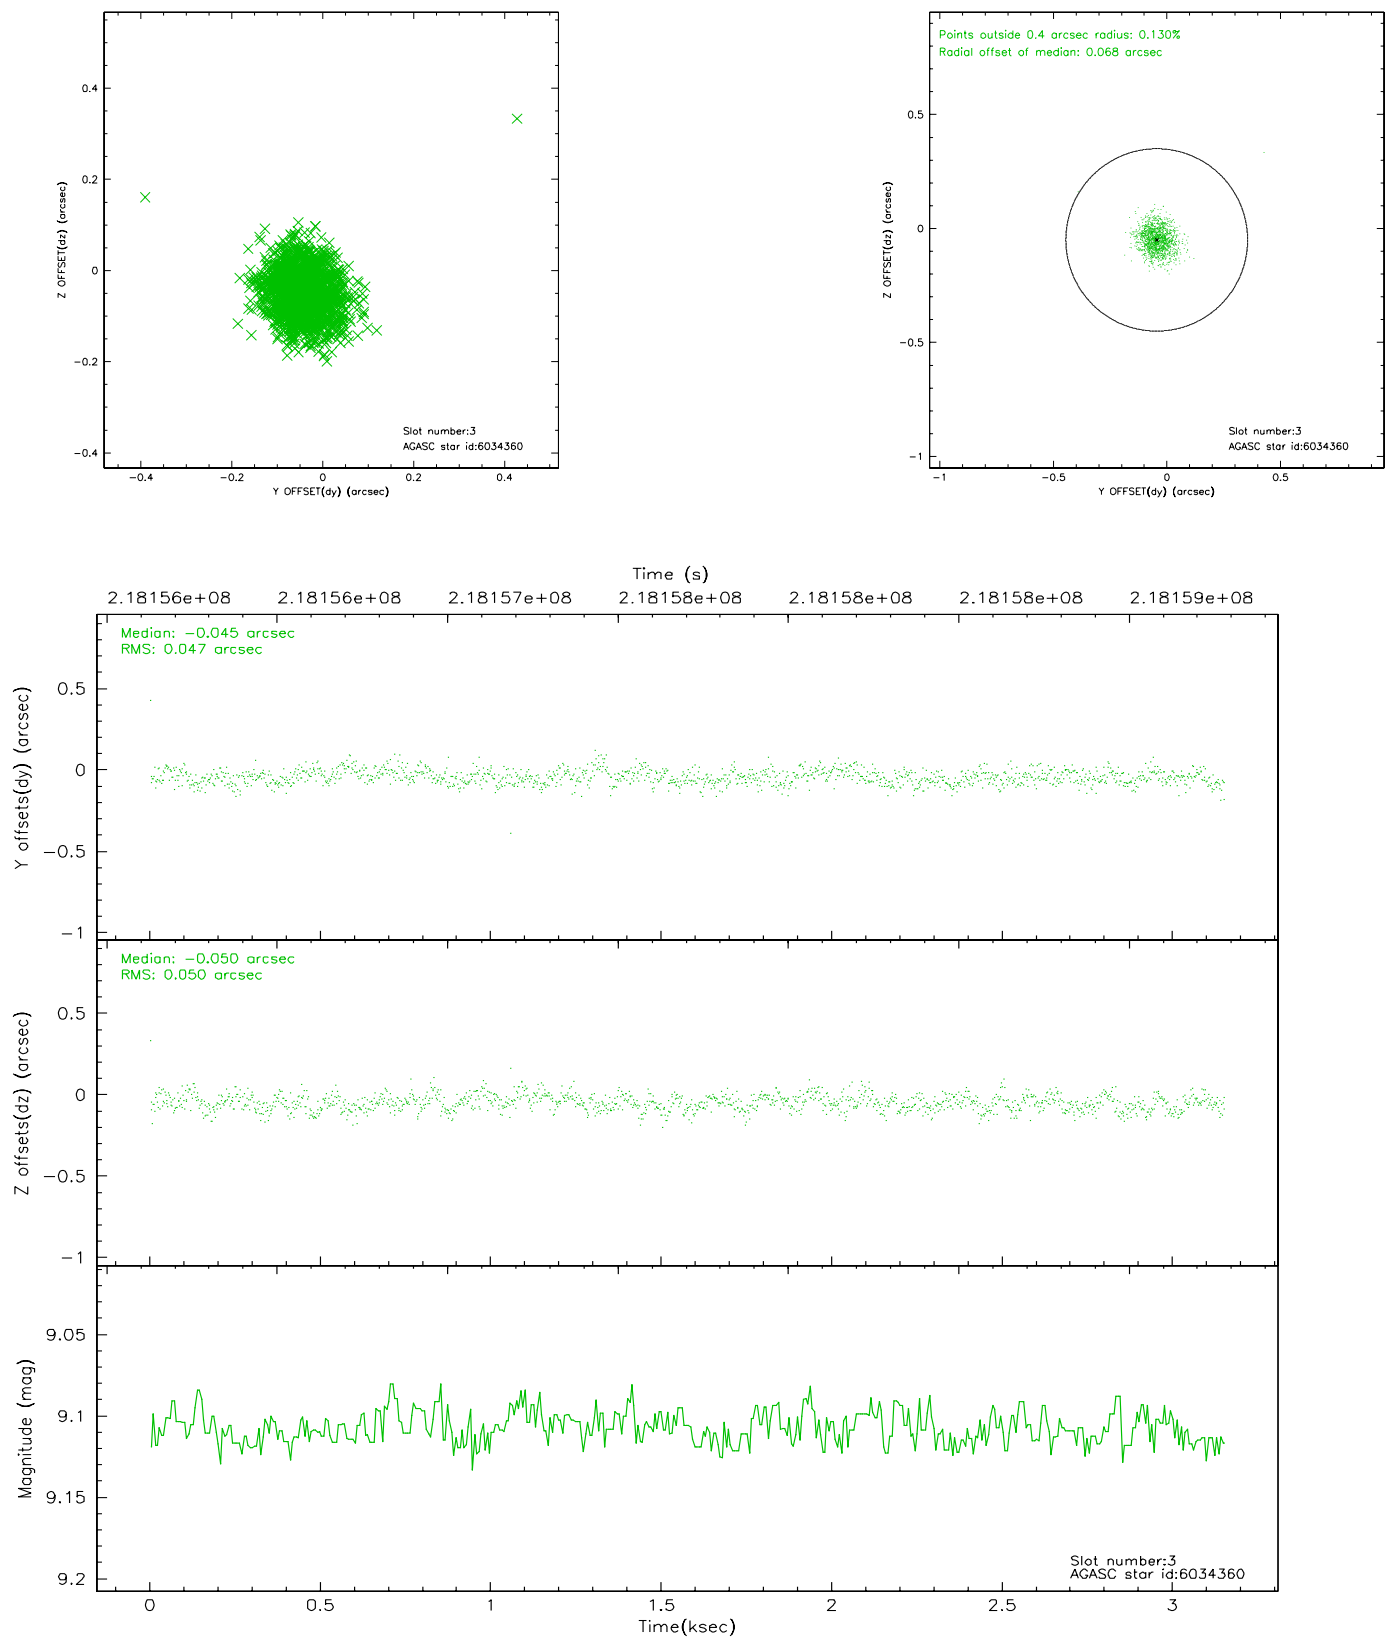 0.4
0.2
0
−0.2
−0.4
Z OFFSET(dz) (arcsec)
Slot number:3
AGASC star id:6034360
−0.4 −0.2 0 0.2 0.4
Y OFFSET(dy) (arcsec)
Points outside 0.4 arcsec radius: 0.130%
Radial offset of median: 0.068 arcsec
0.5
0
−0.5
−1
Z OFFSET(dz) (arcsec)
Slot number:3
AGASC star id:6034360
−1 −0.5 0 0.5
Y OFFSET(dy) (arcsec)
Time (s)
2.18156e+08 2.18156e+08 2.18157e+08 2.18158e+08 2.18158e+08 2.18158e+08 2.18159e+08
Median: −0.045 arcsec
RMS: 0.047 arcsec
0.5
0
−0.5
−1
Y offsets(dy) (arcsec)
Median: −0.050 arcsec
RMS: 0.050 arcsec
0.5
0
−0.5
−1
Z offsets(dz) (arcsec)
9.05
9.1
9.15
9.2
Magnitude (mag)
Slot number:3
AGASC star id:6034360
0 0.5 1 1.5 2 2.5 3
Time(ksec)